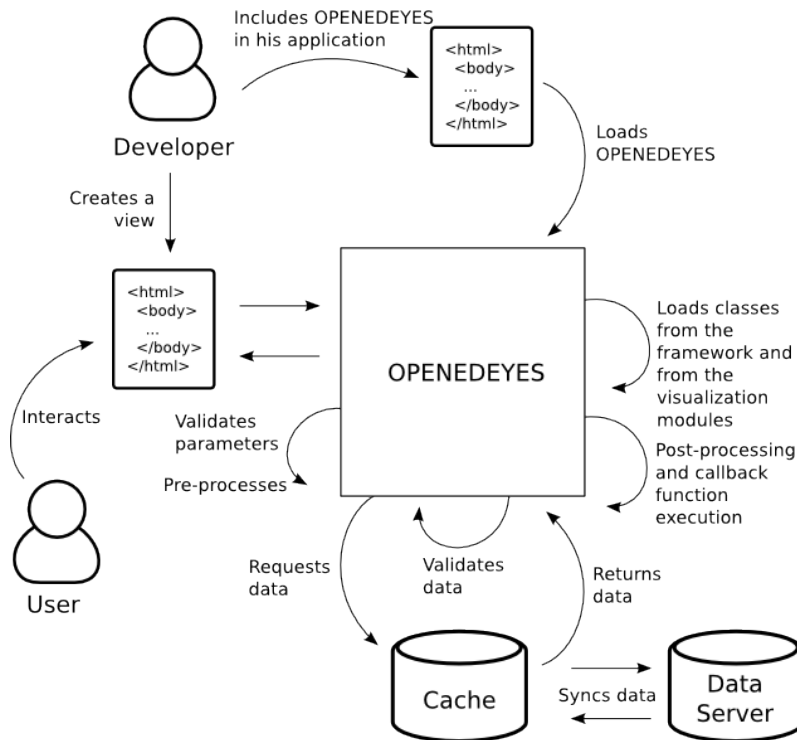 Includes OPENEDEYES
in his application
<html>
<body>
...
</body>
</html>
Developer
Loads
OPENEDEYES
Creates a
view
<html>
<body>
...
</body>
</html>
Loads classes
from the
framework and
from the
visualization
modules
OPENEDEYES
Interacts
Validates
parameters
Pre-processes
Post-processing
and callback
function
execution
User
Requests
data
Validates
data
Returns
data
Cache
Syncs data
Data
Server